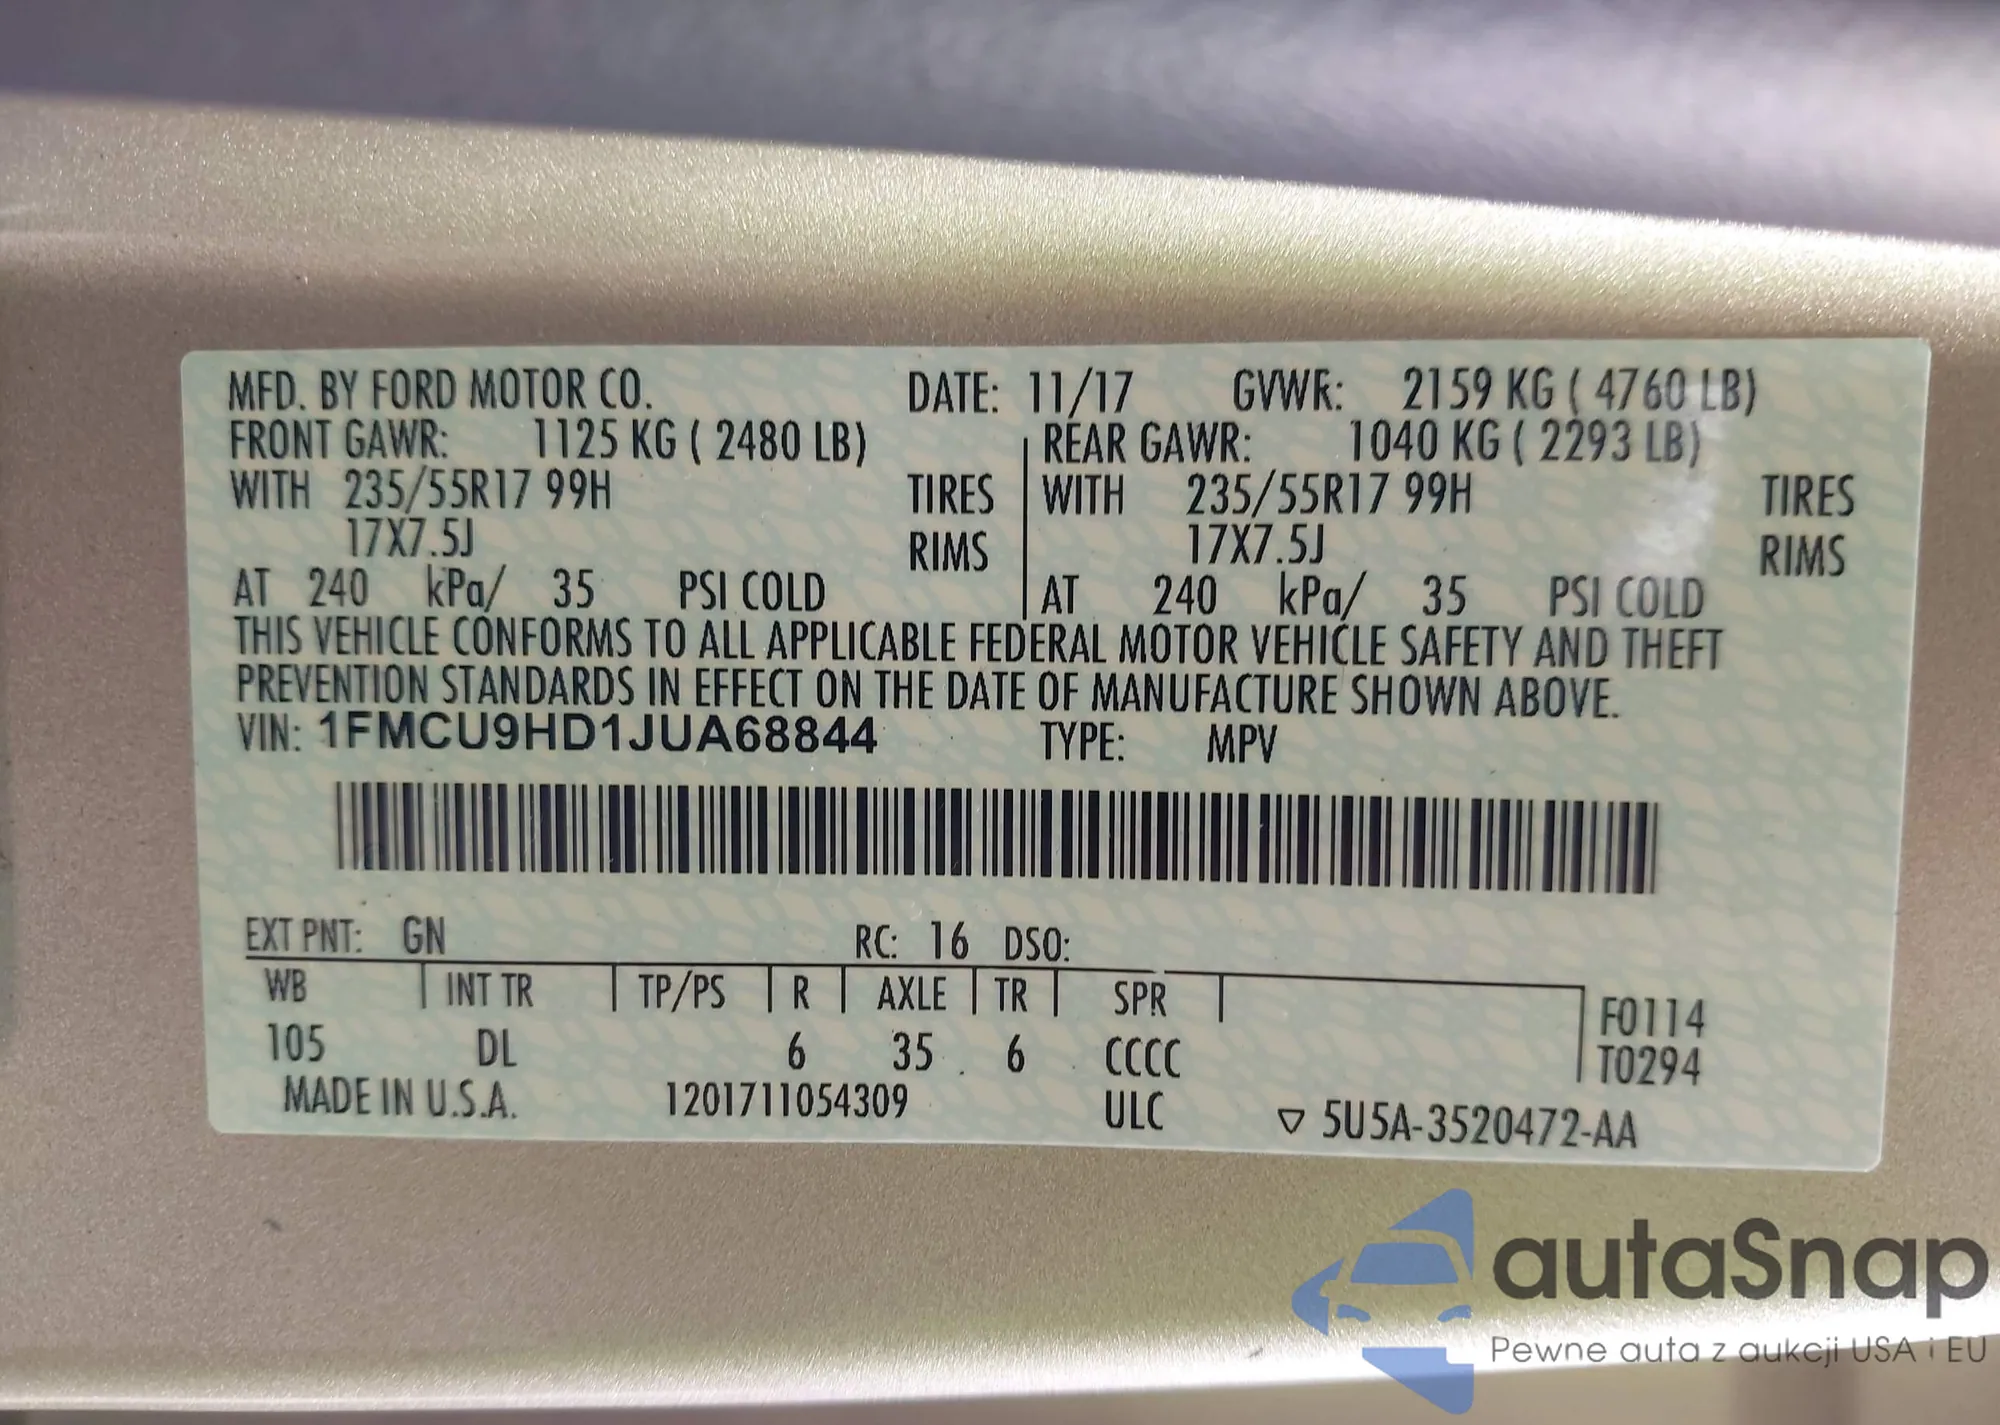 MFD. BY FORD MOTOR CO. DATE: 11/17 GVWR: 2159 KG ( 4760 LB)
FRONT GAWR: 1125 KG ( 2480 LB) REAR GAWR: 1040 KG ( 2293 LB)
WITH 235/55R17 99H TIRES WITH 235/55R17 99H TIRES
17X7.5J RIMS 17X7.5J RIMS
AT 240 kPa/ 35 PSI COLD AT 240 kPa/ 35 PSI COLD
THIS VEHICLE CONFORMS TO ALL APPLICABLE FEDERAL MOTOR VEHICLE SAFETY AND THEFT
PREVENTION STANDARDS IN EFFECT ON THE DATE OF MANUFACTURE SHOWN ABOVE.
VIN: 1FMCU9HD1JUA68844 TYPE: MPV
EXT PNT: GN RC: 16 DSO:
WB INT TR TP/PS R AXLE TR SPR
F0114
105 DL 6 35 6 CCCC
T0294
MADE IN U.S.A. 1201711054309 ULC ▽ 5U5A-3520472-AA
autaSnap
Pewne auta z aukcji USA i EU